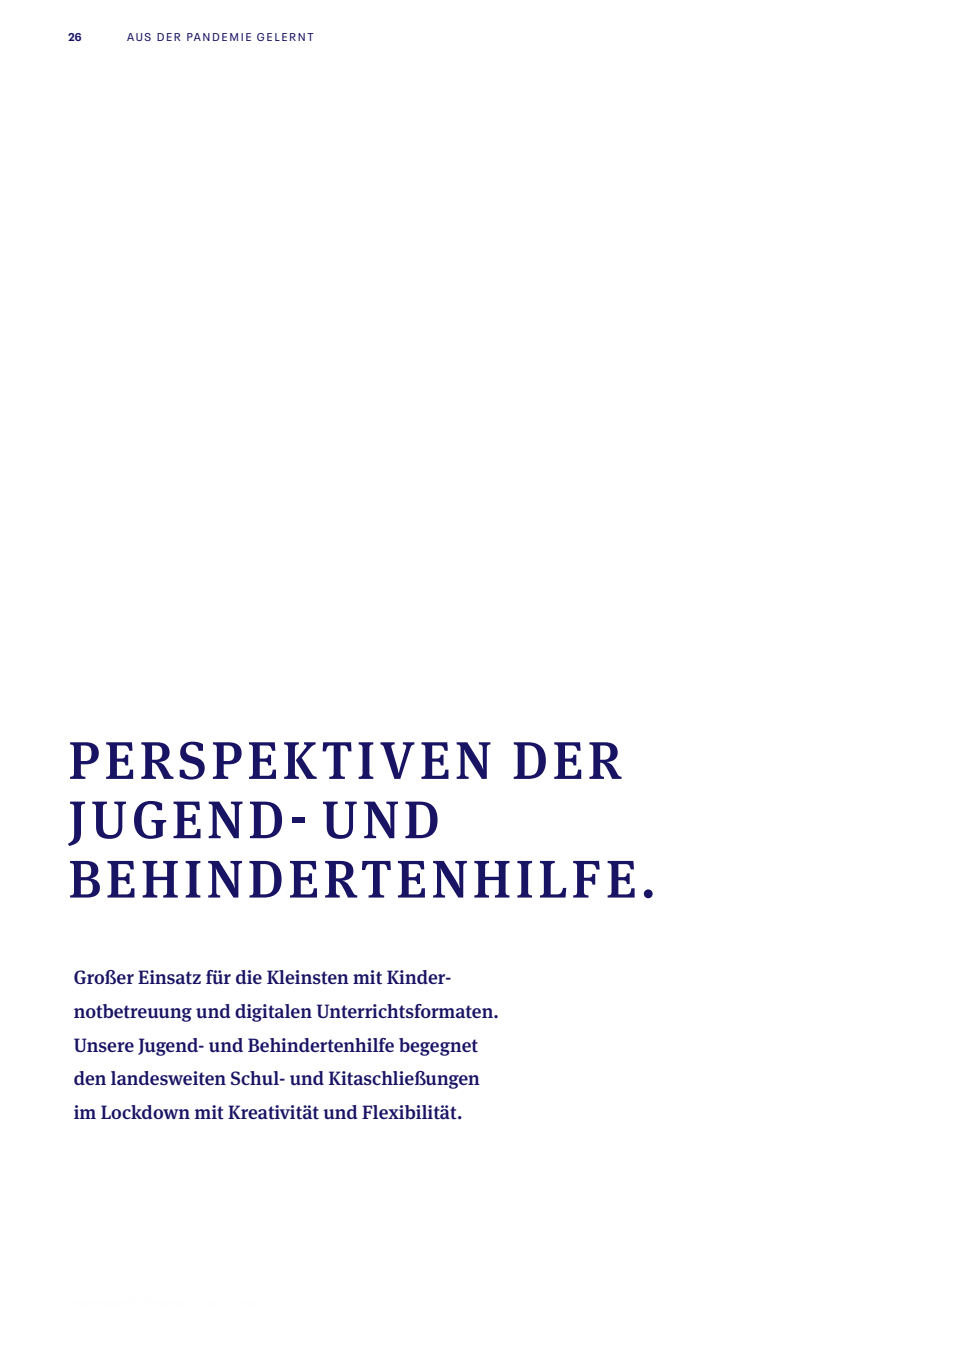 26 AUS DER PANDEMIE GELERNT
PERSPEKTIVEN DER
JUGEND- UND
BEHINDERTENHILFE.
Großer Einsatz für die Kleinsten mit Kinder-
notbetreuung und digitalen Unterrichtsformaten.
Unsere Jugend- und Behindertenhilfe begegnet
den landesweiten Schul- und Kitaschließungen
im Lockdown mit Kreativität und Flexibilität.